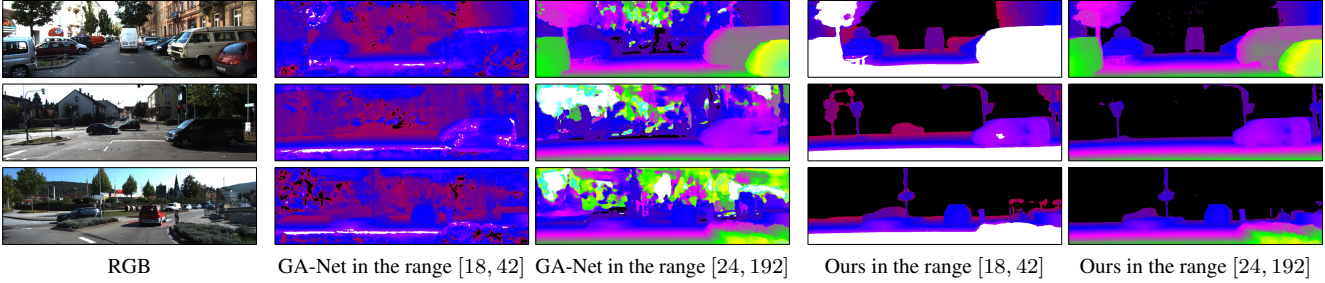 RGB
GA-Net in the range [18, 42]
GA-Net in the range [24, 192]
Ours in the range [18, 42]
Ours in the range [24, 192]